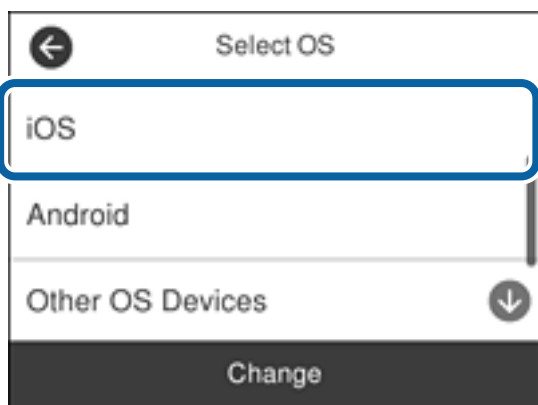 Select OS
iOS
Android
Other OS Devices
Change